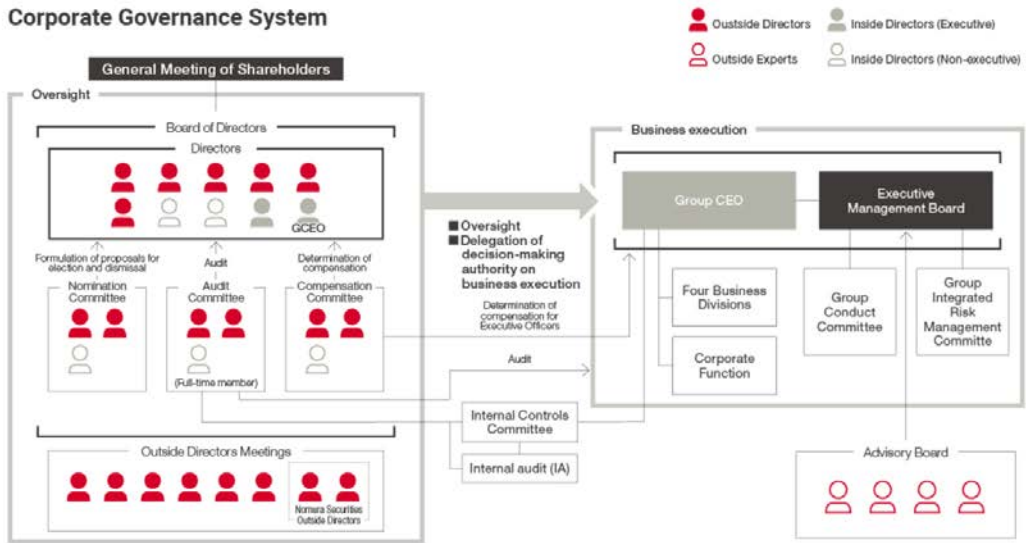 Corporate Governance System
Oustside Directors
Inside Directors (Executive)
Outside Experts
Inside Directors (Non-executive)
General Meeting of Shareholders
Oversight
Board of Directors
Directors
GCEO
Formulation of proposals for
election and dismissal
Audit
Determination of
compensation
Nomination
Committee
Audit
Committee
(Full-time member)
Compensation
Committee
Outside Directors Meetings
Nomura Securities
Outside Directors
■ Oversight
■ Delegation of
decision-making
authority on
business execution
Determination of
compensation for
Executive Officers
Audit
Internal Controls
Committee
Internal audit (IA)
Business execution
Group CEO
Executive
Management Board
Four Business
Divisions
Corporate
Function
Group
Conduct
Committee
Group
Integrated
Risk
Management
Committe
Advisory Board